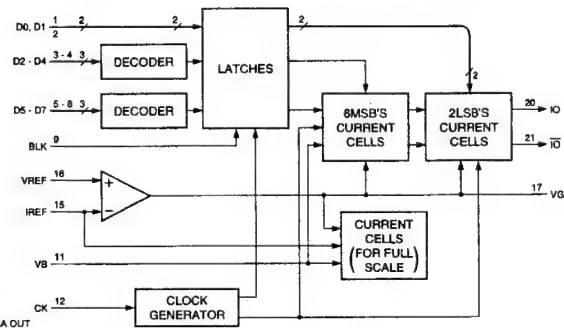 D0, D1 1 2 2 2
2
D2 - D4 3 - 4 3 DECODER
LATCHES
D5 - D7 5 - 8 3 DECODER
2
6MSB'S
CURRENT
CELLS
2LSB'S
CURRENT
CELLS
20 IO
21 IO
BLK 9
VREF 16
+
IREF 15
-
17 VG
VB 11
CURRENT
CELLS
(FOR FULL
SCALE)
CK 12
CLOCK
GENERATOR
A OUT